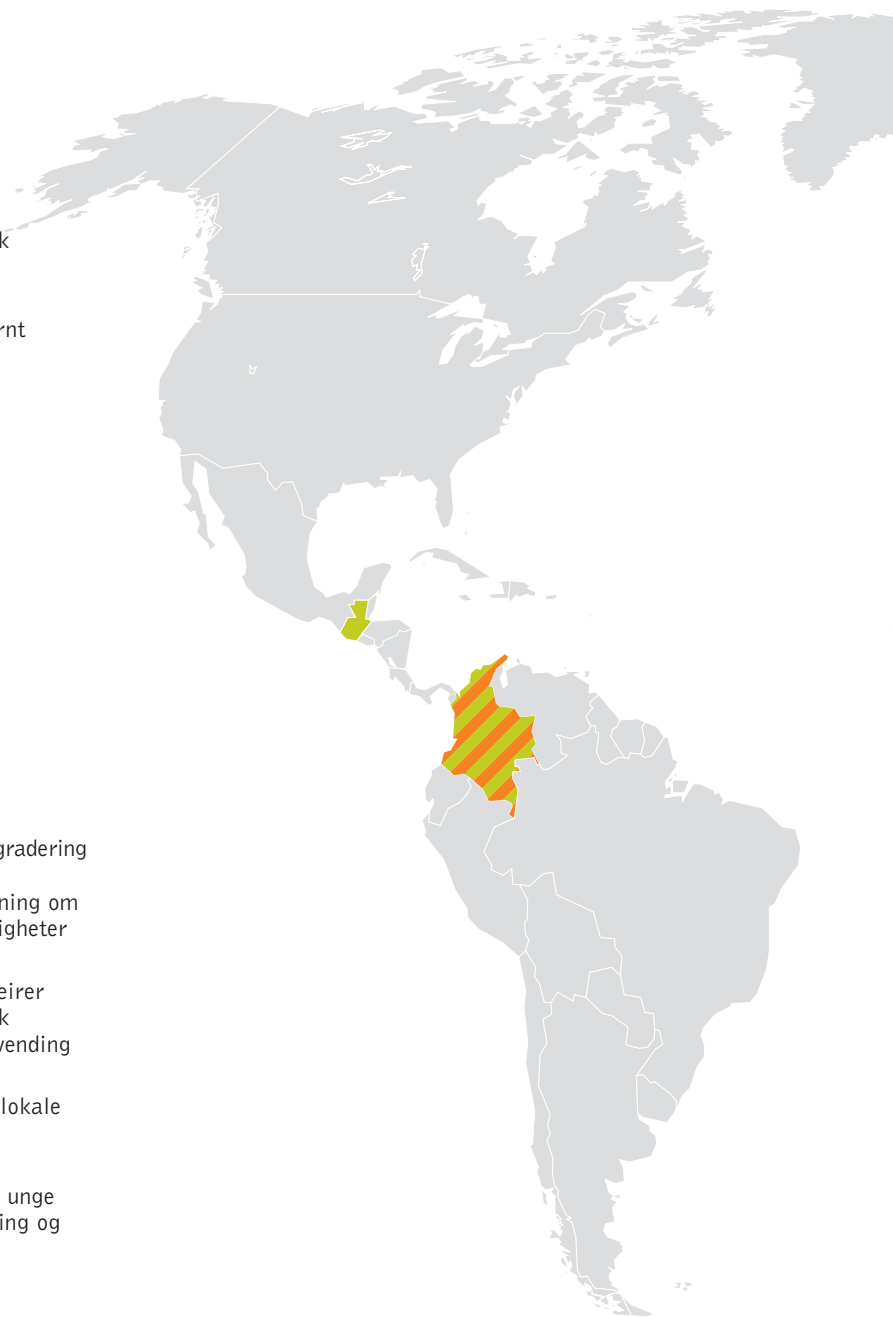 k
rnt
gradering
ning om
igheter
eirer
k
vending
lokale
unge
ing og